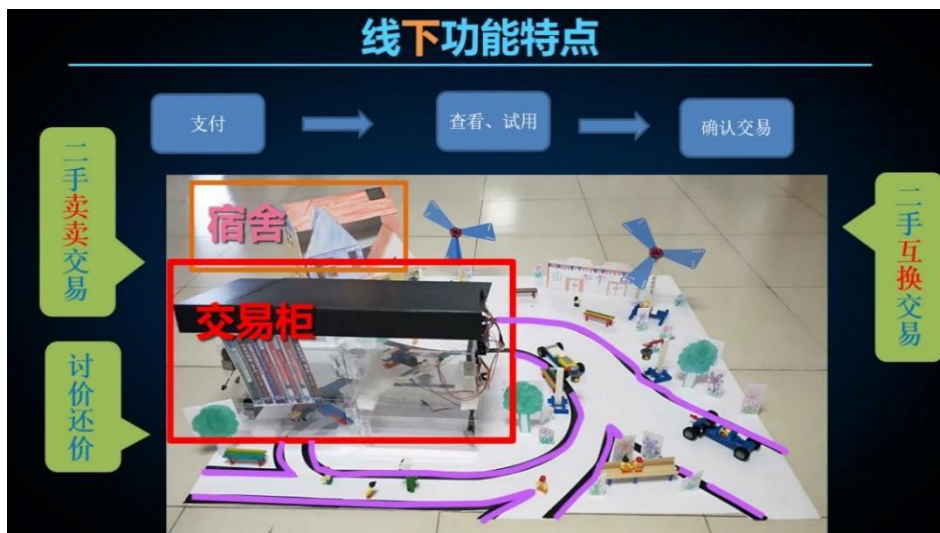 线下功能特点
支付
查看、试用
确认交易
二手卖卖交易
讨价还价
宿舍
交易柜
二手互换交易